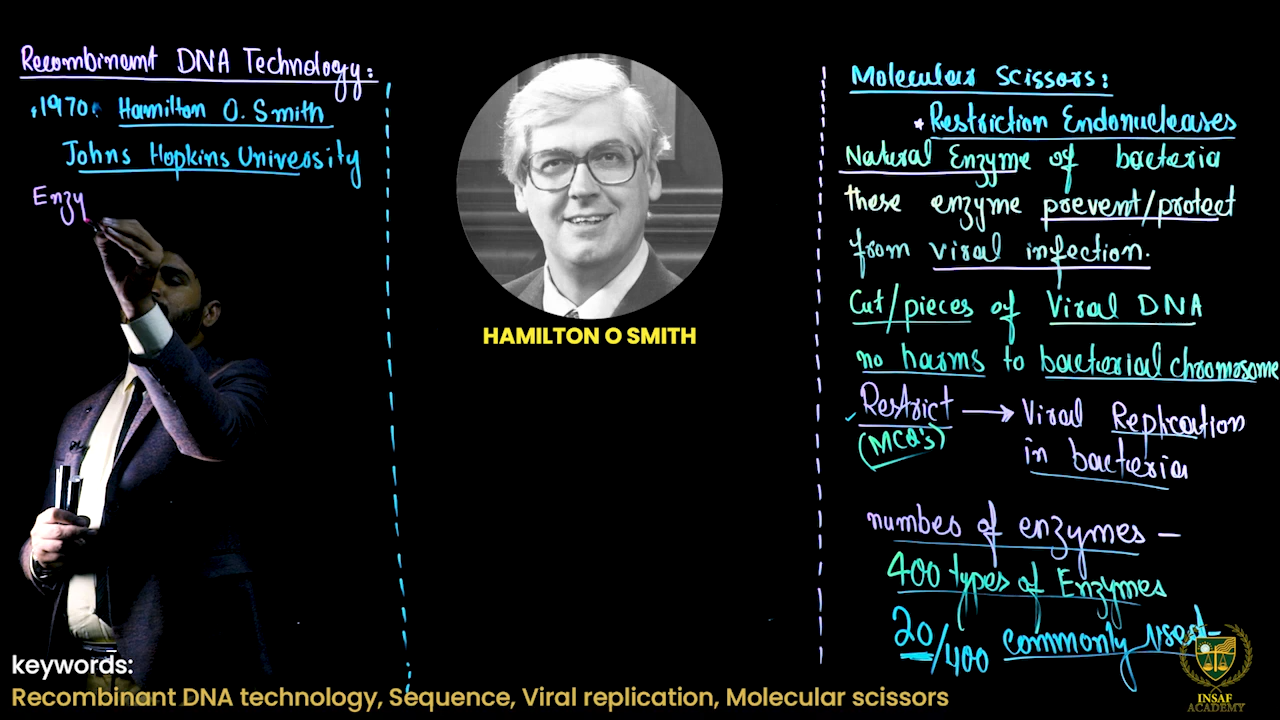 Recombinant DNA Technology:
1970: Hamilton O. Smith
Johns Hopkins University
Enzy
HAMILTON O SMITH
Molecular Scissors:
* Restriction Endonucleases
Natural Enzyme of bacteria
these enzyme prevent/protect
from viral infection.
Cut/pieces of Viral DNA
no harms to bacterial chromosome
Restrict → Viral Replication
(MCQ's)
in bacteria
number of enzymes -
400 types of Enzymes
20/400 commonly used-
keywords:
Recombinant DNA technology, Sequence, Viral replication, Molecular scissors
INSAF
ACADEMY